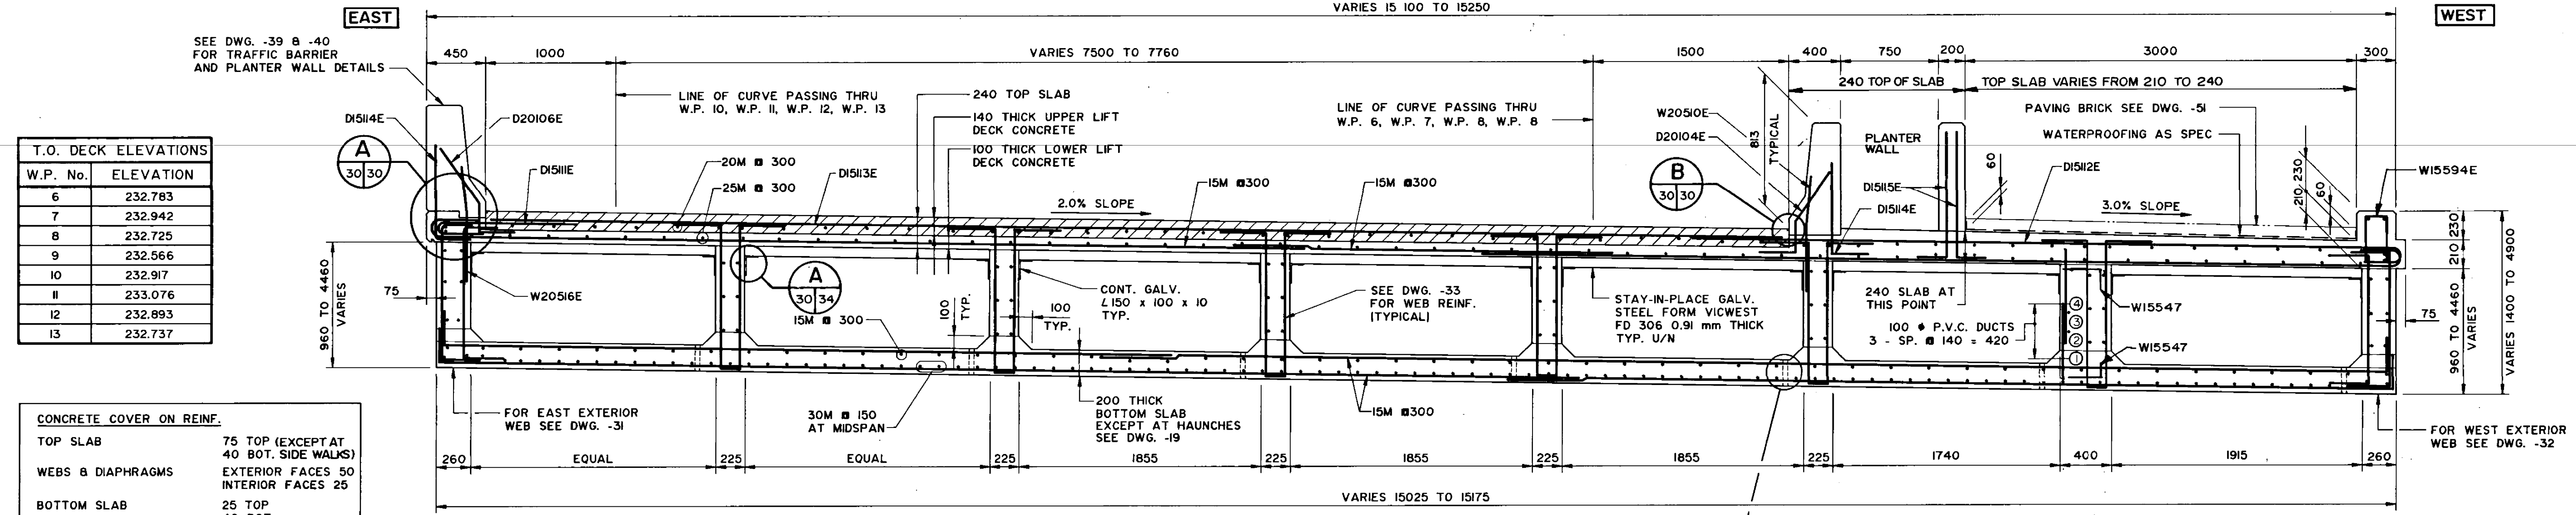 EAST
VARIES 15 100 TO 15250
WEST
SEE DWG. -39 & -40
FOR TRAFFIC BARRIER
AND PLANTER WALL DETAILS
450
1000
VARIES 7500 TO 7760
1500
400
750
200
3000
300
240 TOP OF SLAB
TOP SLAB VARIES FROM 210 TO 240
LINE OF CURVE PASSING THRU
W.P. 10, W.P. 11, W.P. 12, W.P. 13
240 TOP SLAB
140 THICK UPPER LIFT
DECK CONCRETE
100 THICK LOWER LIFT
DECK CONCRETE
LINE OF CURVE PASSING THRU
W.P. 6, W.P. 7, W.P. 8, W.P. 8
W20510E
D20104E
813
TYPICAL
PLANTER
WALL
PAVING BRICK SEE DWG. -51
WATERPROOFING AS SPEC
D15114E
D20106E
A
30 30
D15111E
20M @ 300
25M @ 300
D15113E
15M @300
15M @300
2.0% SLOPE
B
30 30
D15115E
D15114E
60
D15112E
3.0% SLOPE
210/230
60
W15594E
T.O. DECK ELEVATIONS
W.P. No. ELEVATION
6 232.783
7 232.942
8 232.725
9 232.566
10 232.917
11 233.076
12 232.893
13 232.737
960 TO 4460
VARIES
75
W20516E
A
30 34
15M @ 300
100
TYP.
100
TYP.
CONT. GALV.
L 150 x 100 x 10
TYP.
SEE DWG. -33
FOR WEB REINF.
(TYPICAL)
STAY-IN-PLACE GALV.
STEEL FORM VICWEST
FD 306 0.91 mm THICK
TYP. U/N
240 SLAB AT
THIS POINT
100 ø P.V.C. DUCTS
3 - SP. @ 140 = 420
4
3
2
1
W15547
W15547
75
230
210
960 TO 4460
VARIES
VARIES 1400 TO 4900
FOR EAST EXTERIOR
WEB SEE DWG. -31
30M @ 150
AT MIDSPAN
200 THICK
BOTTOM SLAB
EXCEPT AT HAUNCHES
SEE DWG. -19
15M @300
FOR WEST EXTERIOR
WEB SEE DWG. -32
CONCRETE COVER ON REINF.
TOP SLAB 75 TOP (EXCEPT AT
40 BOT. SIDE WALKS)
WEBS & DIAPHRAGMS EXTERIOR FACES 50
INTERIOR FACES 25
BOTTOM SLAB 25 TOP
260
EQUAL
225
EQUAL
225
1855
225
1855
225
1855
225
1740
400
1915
260
VARIES 15025 TO 15175